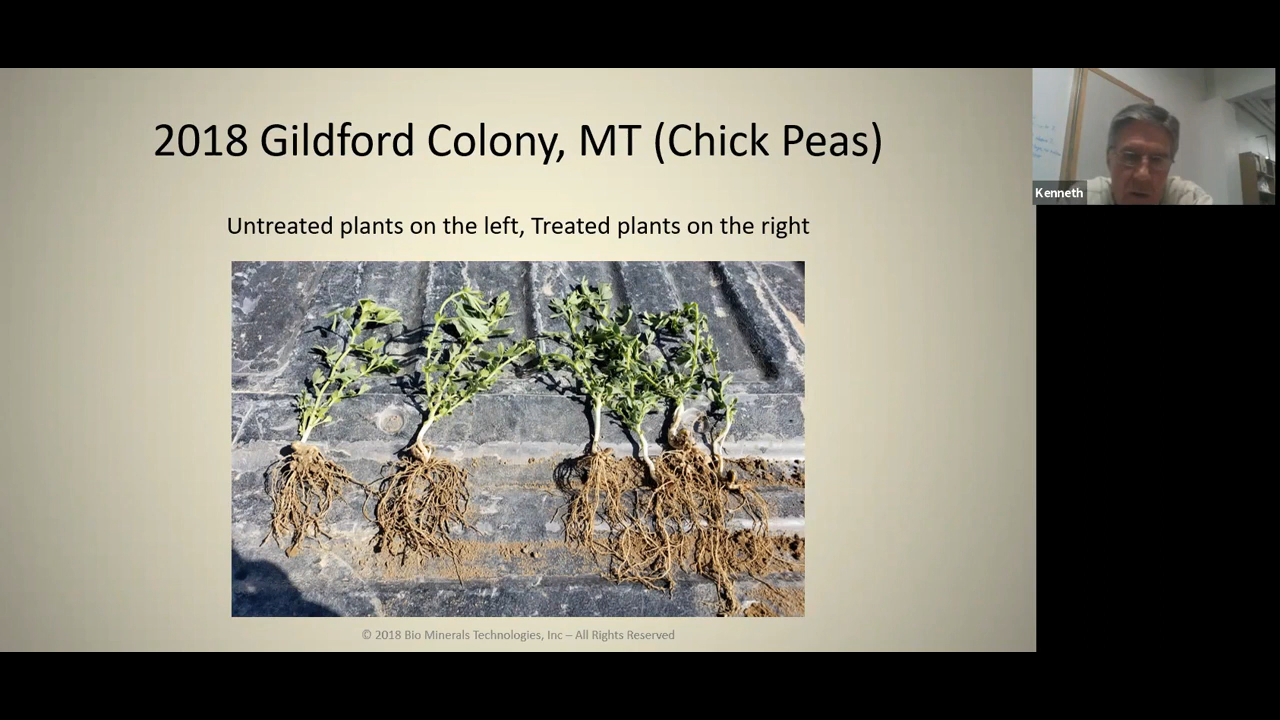 2018 Gildford Colony, MT (Chick Peas)
Untreated plants on the left, Treated plants on the right
© 2018 Bio Minerals Technologies, Inc – All Rights Reserved
Kenneth